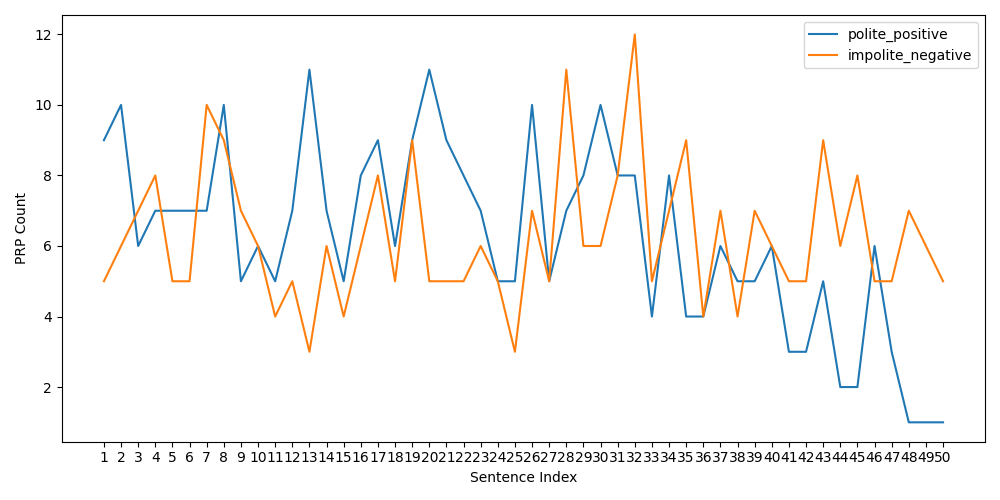 polite_positive
impolite_negative
12
10
8
6
4
2
PRP Count
1 2 3 4 5 6 7 8 9 10 11 12 13 14 15 16 17 18 19 20 21 22 23 24 25 26 27 28 29 30 31 32 33 34 35 36 37 38 39 40 41 42 43 44 45 46 47 48 49 50
Sentence Index